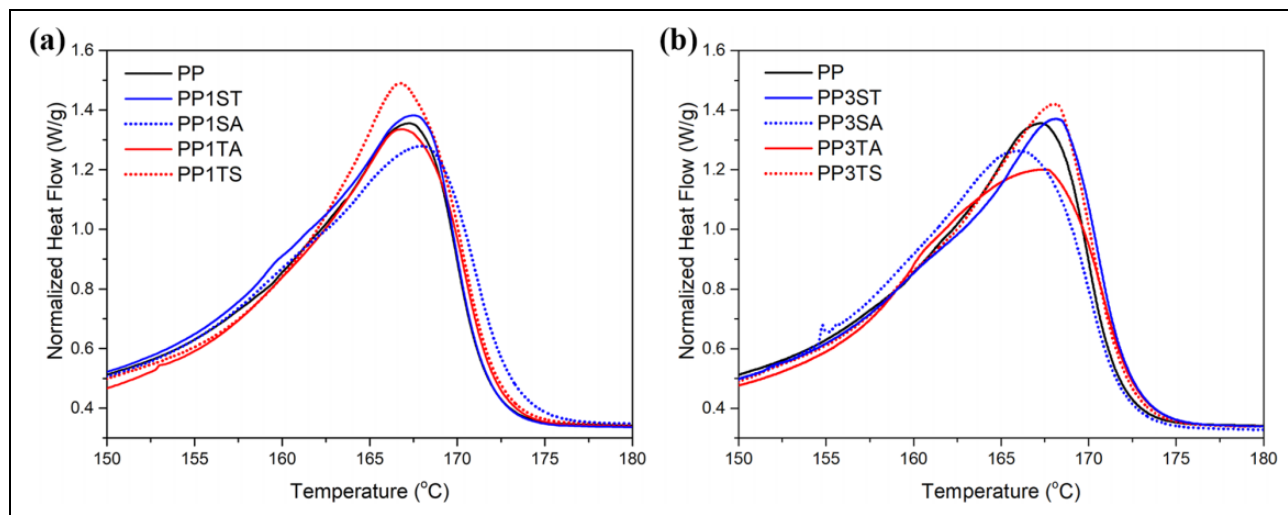 (a)
1.6
1.4
1.2
1.0
0.8
0.6
0.4
Normalized Heat Flow (W/g)
PP
PP1ST
PP1SA
PP1TA
PP1TS
150 155 160 165 170 175 180
Temperature (°C)
(b)
1.6
1.4
1.2
1.0
0.8
0.6
0.4
Normalized Heat Flow (W/g)
PP
PP3ST
PP3SA
PP3TA
PP3TS
150 155 160 165 170 175 180
Temperature (°C)